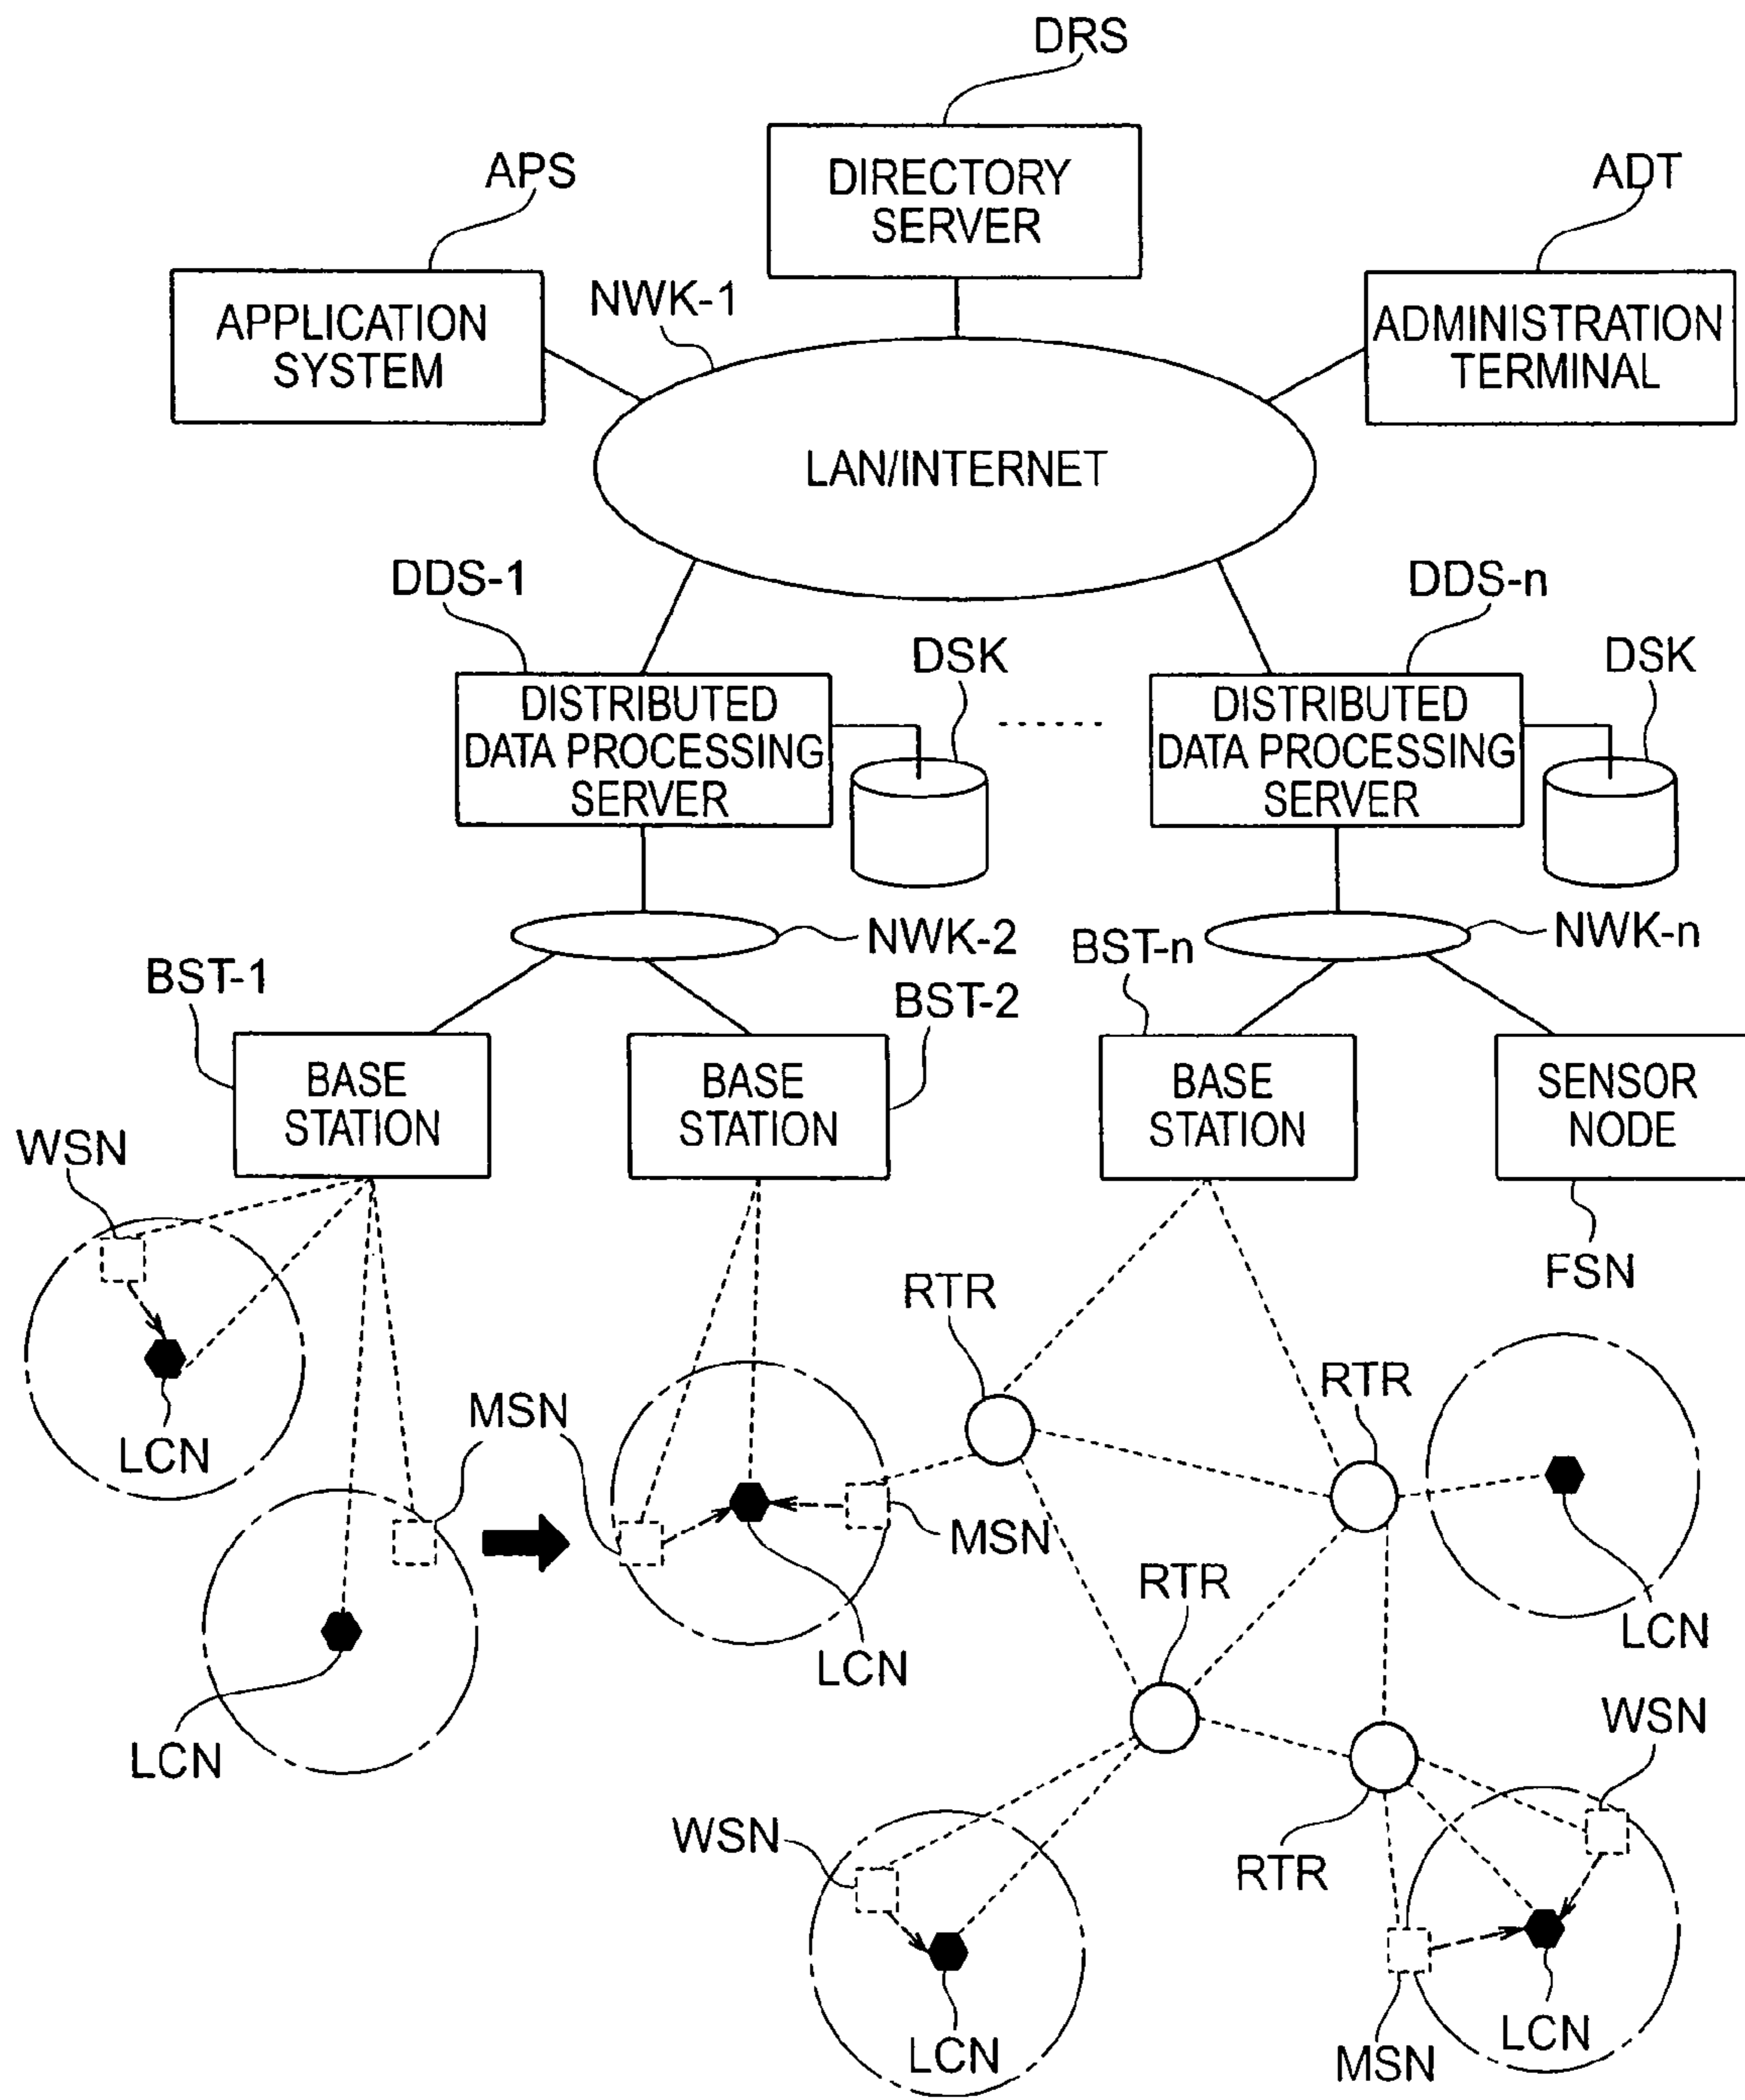 DRS
DIRECTORY
SERVER
APS
APPLICATION
SYSTEM
NWK-1
ADT
ADMINISTRATION
TERMINAL
LAN/INTERNET
DDS-1
DISTRIBUTED
DATA PROCESSING
SERVER
DSK
DDS-n
DISTRIBUTED
DATA PROCESSING
SERVER
DSK
NWK-2
NWK-n
BST-1
BASE
STATION
BST-2
BASE
STATION
BST-n
BASE
STATION
SENSOR
NODE
FSN
WSN
LCN
MSN
LCN
RTR
MSN
LCN
RTR
LCN
RTR
WSN
RTR
WSN
LCN
MSN
LCN